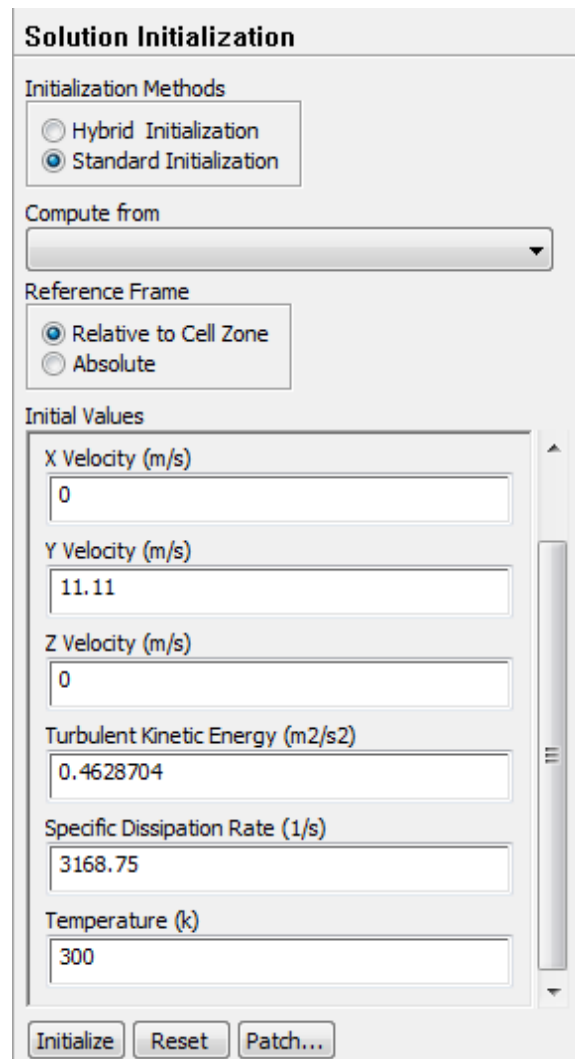 Solution Initialization
Initialization Methods
Hybrid Initialization
Standard Initialization
Compute from
Reference Frame
Relative to Cell Zone
Absolute
Initial Values
X Velocity (m/s)
0
Y Velocity (m/s)
11.11
Z Velocity (m/s)
0
Turbulent Kinetic Energy (m2/s2)
0.4628704
Specific Dissipation Rate (1/s)
3168.75
Temperature (k)
300
Initialize Reset Patch...